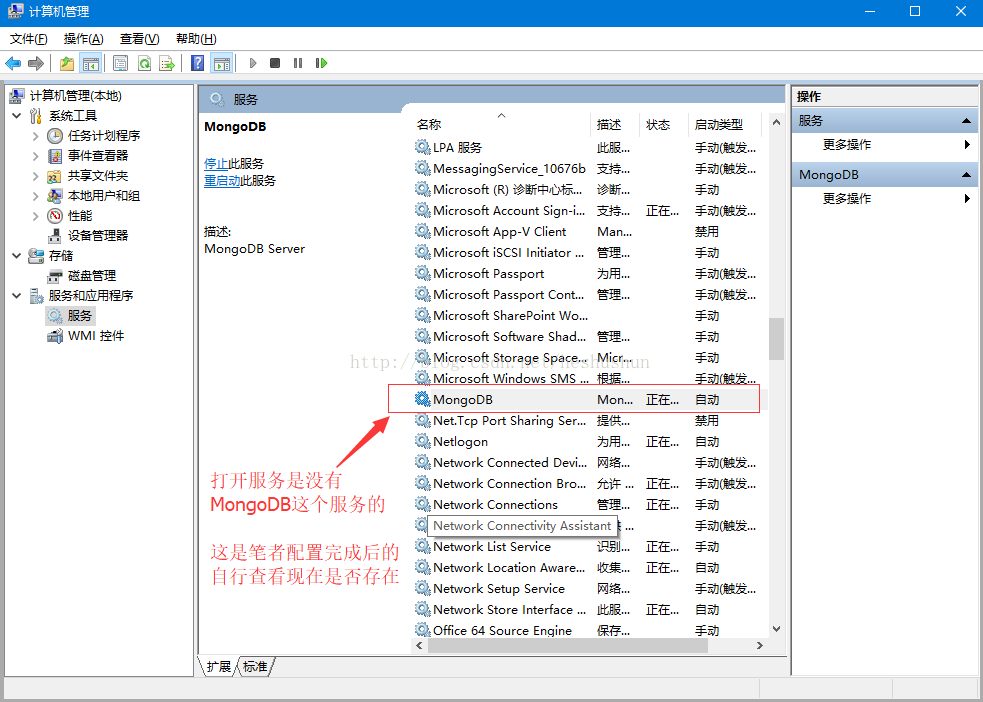 计算机管理
文件(F) 操作(A) 查看(V) 帮助(H)
计算机管理(本地)
系统工具
任务计划程序
事件查看器
共享文件夹
本地用户和组
性能
设备管理器
存储
磁盘管理
服务和应用程序
服务
WMI 控件
服务
MongoDB
停止此服务
重启动此服务
描述:
MongoDB Server
名称 描述 状态 启动类型
LPA 服务 此服... 手动(触发...
MessagingService_10676b 支持... 手动(触发...
Microsoft (R) 诊断中心标... 诊断... 手动
Microsoft Account Sign-i... 支持... 正在... 手动(触发...
Microsoft App-V Client Man... 禁用
Microsoft iSCSI Initiator ... 管理... 手动
Microsoft Passport 为用... 手动(触发...
Microsoft Passport Cont... 管理... 手动(触发...
Microsoft SharePoint Wo... 手动
Microsoft Software Shad... 管理... 手动
Microsoft Storage Space... Micr... 手动
http://blog.csdn.net/heshushun
Microsoft Windows SMS ... 根据... 手动(触发...
MongoDB Mon... 正在... 自动
Net.Tcp Port Sharing Ser... 提供... 禁用
Netlogon 为用... 正在... 自动
Network Connected Devi... 网络... 手动(触发...
Network Connection Bro... 允许 ... 正在... 手动(触发...
Network Connections 管理... 正在... 手动
Network Connectivity Assistant ... 手动(触发...
Network List Service 识别... 正在... 手动
Network Location Aware... 收集... 正在... 自动
Network Setup Service 网络... 手动(触发...
Network Store Interface ... 此服... 正在... 自动
Office 64 Source Engine 保存... 手动
打开服务是没有
MongoDB这个服务的
这是笔者配置完成后的
自行查看现在是否存在
扩展 标准
操作
服务
更多操作
MongoDB
更多操作